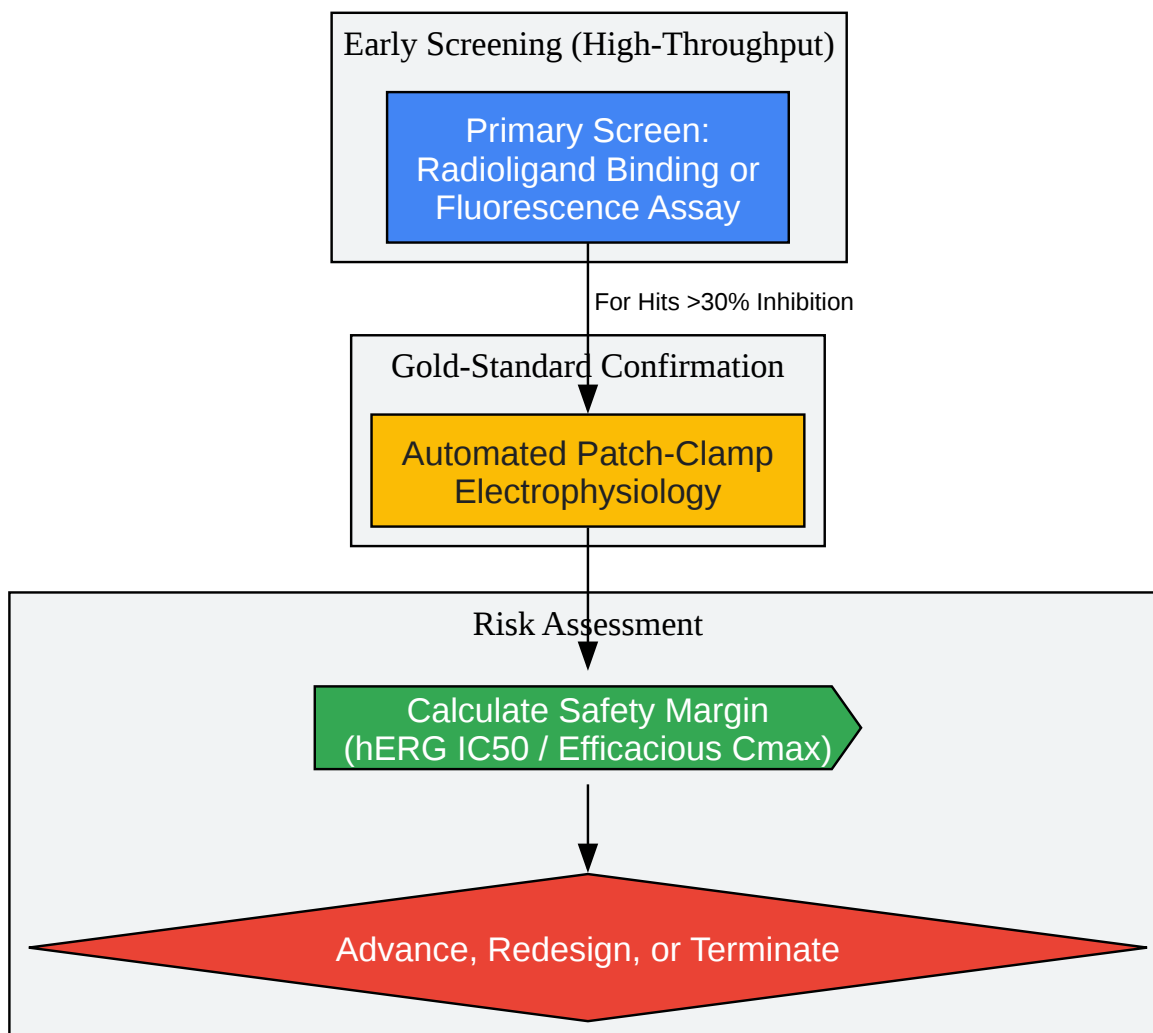 Early Screening (High-Throughput)
Primary Screen:
Radioligand Binding or
Fluorescence Assay
For Hits >30% Inhibition
Gold-Standard Confirmation
Automated Patch-Clamp
Electrophysiology
Risk Assessment
Calculate Safety Margin
(hERG IC50 / Efficacious Cmax)
Advance, Redesign, or Terminate